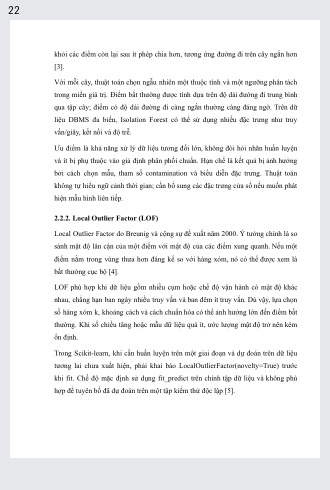 22
khỏi các điểm còn lại sau ít phép chia hơn, tương ứng đường đi trên cây ngắn hơn
[3].
Với mỗi cây, thuật toán chọn ngẫu nhiên một thuộc tính và một ngưỡng phân tách
trong miền giá trị. Điểm bất thường được tính dựa trên độ dài đường đi trung bình
qua tập cây; điểm có độ dài đường đi càng ngắn thường càng đáng ngờ. Trên dữ
liệu DBMS đa biến, Isolation Forest có thể sử dụng nhiều đặc trưng như truy
vấn/giây, kết nối và độ trễ.
Ưu điểm là khả năng xử lý dữ liệu tương đối lớn, không đòi hỏi nhãn huấn luyện
và ít bị phụ thuộc vào giả định phân phối chuẩn. Hạn chế là kết quả bị ảnh hưởng
bởi cách chọn mẫu, tham số contamination và biểu diễn đặc trưng. Thuật toán
không tự hiểu ngữ cảnh thời gian; cần bổ sung các đặc trưng cửa sổ nếu muốn phát
hiện mẫu hình liên tiếp.
2.2.2. Local Outlier Factor (LOF)
Local Outlier Factor do Breunig và cộng sự đề xuất năm 2000. Ý tưởng chính là so
sánh mật độ lân cận của một điểm với mật độ của các điểm xung quanh. Nếu một
điểm nằm trong vùng thưa hơn đáng kể so với hàng xóm, nó có thể được xem là
bất thường cục bộ [4].
LOF phù hợp khi dữ liệu gồm nhiều cụm hoặc chế độ vận hành có mật độ khác
nhau, chẳng hạn ban ngày nhiều truy vấn và ban đêm ít truy vấn. Dù vậy, lựa chọn
số hàng xóm k, khoảng cách và cách chuẩn hóa có thể ảnh hưởng lớn đến điểm bất
thường. Khi số chiều tăng hoặc mẫu dữ liệu quá ít, ước lượng mật độ trở nên kém
ổn định.
Trong Scikit-learn, khi cần huấn luyện trên một giai đoạn và dự đoán trên dữ liệu
tương lai chưa xuất hiện, phải khai báo LocalOutlierFactor(novelty=True) trước
khi fit. Chế độ mặc định sử dụng fit_predict trên chính tập dữ liệu và không phù
hợp để tuyên bố đã dự đoán trên một tập kiểm thử độc lập [5].